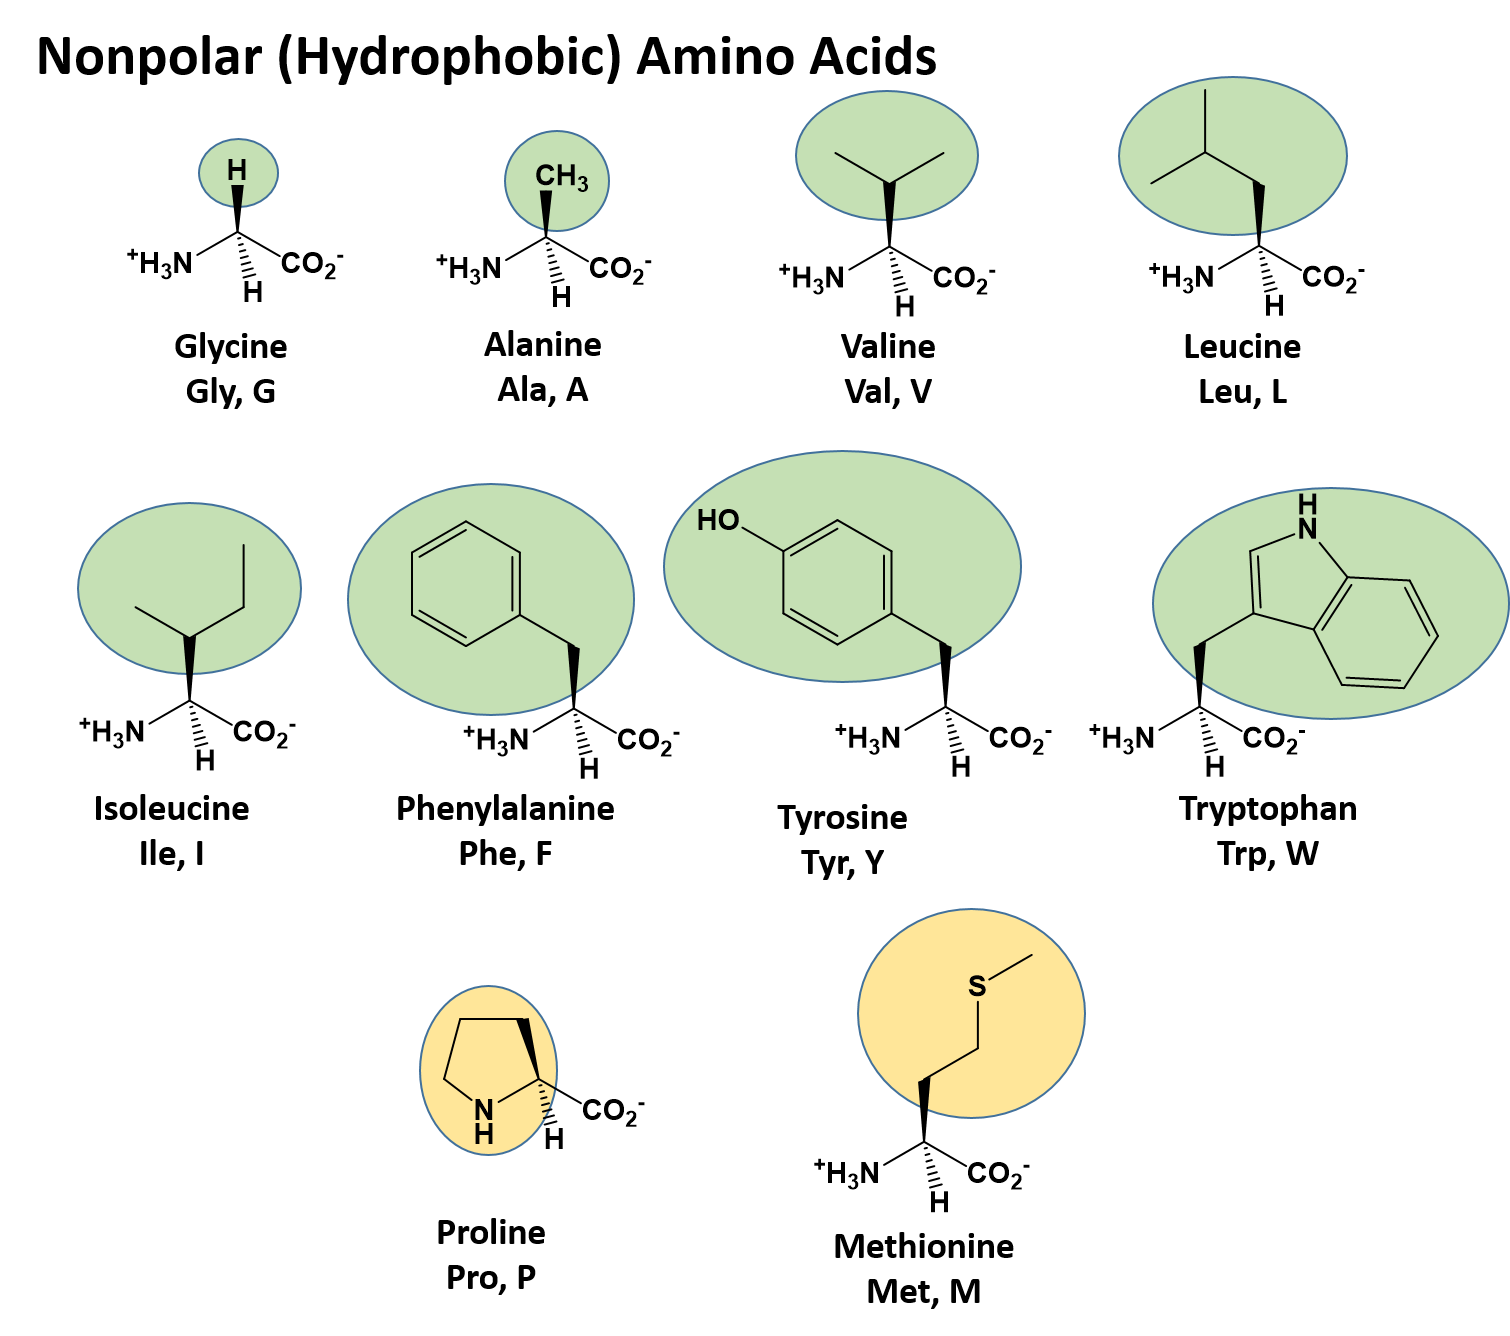 Nonpolar (Hydrophobic) Amino Acids
H
⁺H₃N CO₂⁻
H
Glycine
Gly, G
CH₃
⁺H₃N CO₂⁻
H
Alanine
Ala, A
⁺H₃N CO₂⁻
H
Valine
Val, V
⁺H₃N CO₂⁻
H
Leucine
Leu, L
⁺H₃N CO₂⁻
H
Isoleucine
Ile, I
⁺H₃N CO₂⁻
H
Phenylalanine
Phe, F
HO
⁺H₃N CO₂⁻
H
Tyrosine
Tyr, Y
H
N
⁺H₃N CO₂⁻
H
Tryptophan
Trp, W
N CO₂⁻
H H
Proline
Pro, P
S
⁺H₃N CO₂⁻
H
Methionine
Met, M